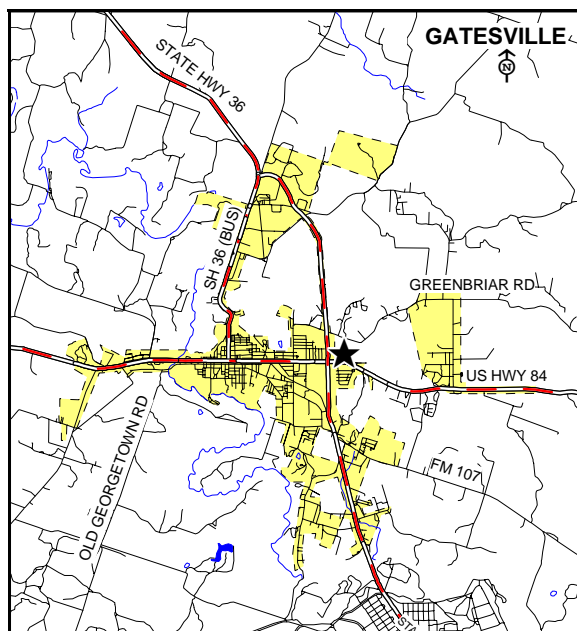 GATESVILLE
N
STATE HWY 36
SH 36 (BUS)
GREENBRIAR RD
US HWY 84
FM 107
OLD GEORGETOWN RD